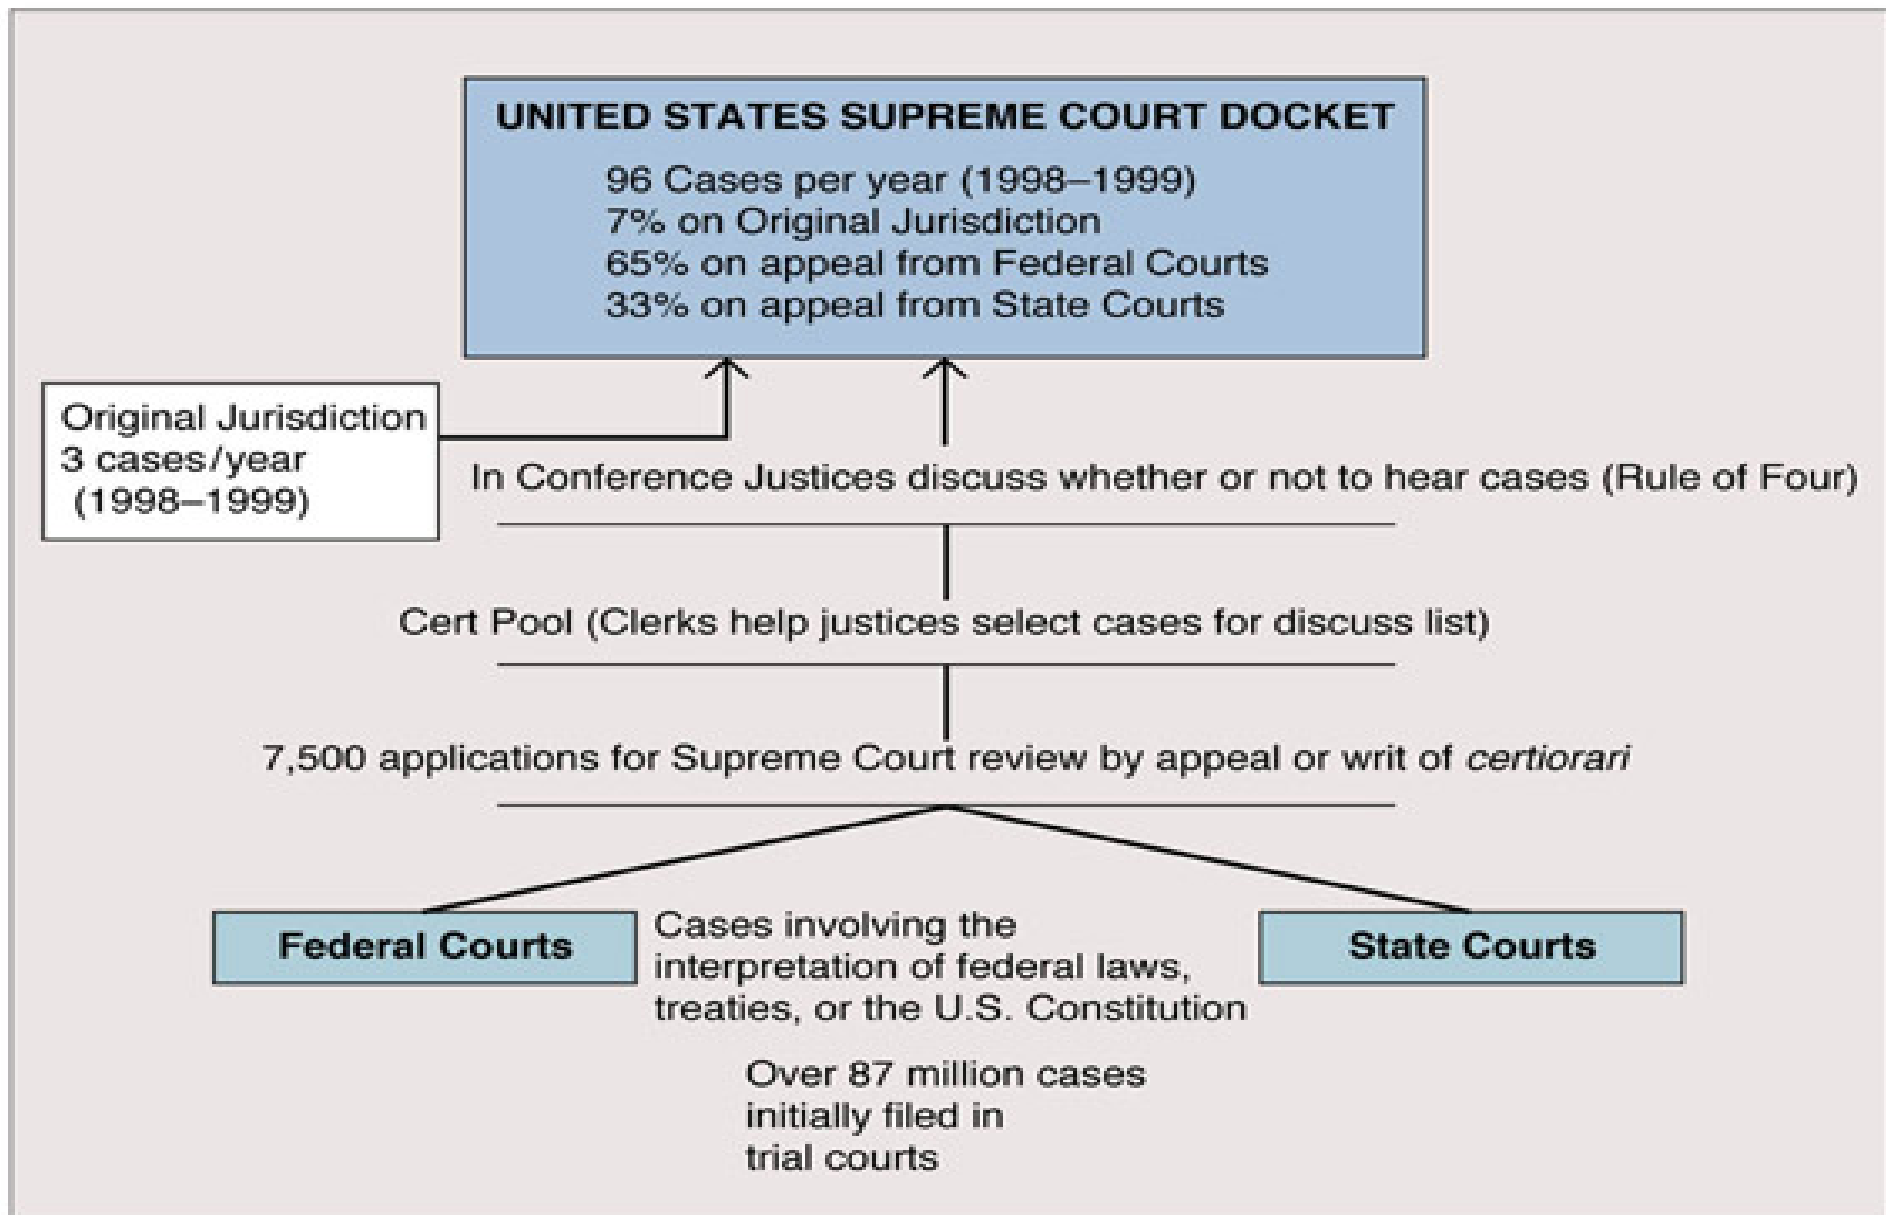 UNITED STATES SUPREME COURT DOCKET
96 Cases per year (1998–1999)
7% on Original Jurisdiction
65% on appeal from Federal Courts
33% on appeal from State Courts
Original Jurisdiction
3 cases/year
(1998–1999)
In Conference Justices discuss whether or not to hear cases (Rule of Four)
Cert Pool (Clerks help justices select cases for discuss list)
7,500 applications for Supreme Court review by appeal or writ of certiorari
Federal Courts
Cases involving the
interpretation of federal laws,
treaties, or the U.S. Constitution
State Courts
Over 87 million cases
initially filed in
trial courts